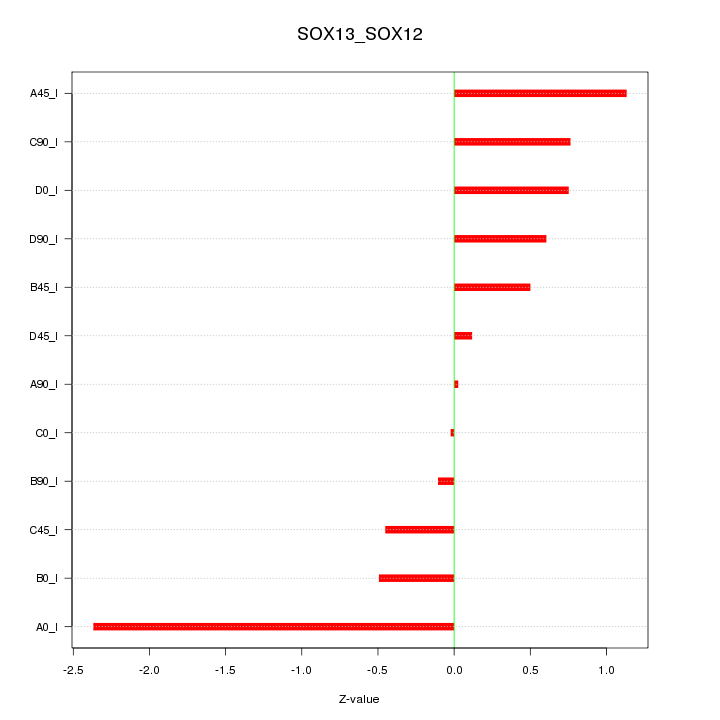 SOX13_SOX12
A45_I
C90_I
D0_I
D90_I
B45_I
D45_I
A90_I
C0_I
B90_I
C45_I
B0_I
A0_I
-2.5 -2.0 -1.5 -1.0 -0.5 0.0 0.5 1.0
Z-value